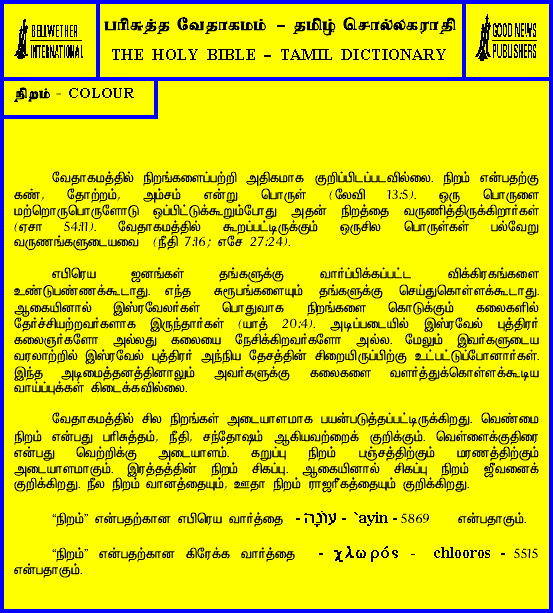 BELLWETHER
INTERNATIONAL
பரிசுத்த வேதாகமம் – தமிழ் சொல்லகராதி
THE HOLY BIBLE – TAMIL DICTIONARY
GOOD NEWS
PUBLISHERS
நிறம் - COLOUR
வேதாகமத்தில் நிறங்களைப்பற்றி அதிகமாக குறிப்பிடப்படவில்லை. நிறம் என்பதற்கு
கண், தோற்றம், அம்சம் என்று பொருள் (லேவி 13:5). ஒரு பொருளை
மற்றொருபொருளோடு ஒப்பிட்டுக்கூறும்போது அதன் நிறத்தை வருணித்திருக்கிறார்கள்
(ஏசா 54:11). வேதாகமத்தில் கூறப்பட்டிருக்கும் ஒருசில பொருள்கள் பல்வேறு
வருணங்களுடையவை (நீதி 7:16; எசே 27:24).
எபிரெய ஜனங்கள் தங்களுக்கு வார்ப்பிக்கப்பட்ட விக்கிரகங்களை
உண்டுபண்ணக்கூடாது. எந்த சுரூபங்களையும் தங்களுக்கு செய்துகொள்ளக்கூடாது.
ஆகையினால் இஸ்ரவேலர்கள் பொதுவாக நிறங்களை கொடுக்கும் கலைகளில்
தேர்ச்சியற்றவர்களாக இருந்தார்கள் (யாத் 20:4). அடிப்படையில் இஸ்ரவேல் புத்திரர்
கலைஞர்களோ அல்லது கலையை நேசிக்கிறவர்களோ அல்ல. மேலும் இவர்களுடைய
வரலாற்றில் இஸ்ரவேல் புத்திரர் அந்நிய தேசத்தின் சிறையிருப்பிற்கு உட்பட்டுப்போனார்கள்.
இந்த அடிமைத்தனத்தினாலும் அவர்களுக்கு கலைகளை வளர்த்துக்கொள்ளக்கூடிய
வாய்ப்புக்கள் கிடைக்கவில்லை.
வேதாமத்தில் சில நிறங்கள் அடையாளமாக பயன்படுத்தப்பட்டிருக்கிறது. வெண்மை
நிறம் என்பது பரிசுத்தம், நீதி, சந்தோஷம் ஆகியவற்றைக் குறிக்கும். வெள்ளைக்குதிரை
என்பது வெற்றிக்கு அடையாளம். கறுப்பு நிறம் பஞ்சத்திற்கும் மரணத்திற்கும்
அடையாளமாகும். இரத்தத்தின் நிறம் சிகப்பு. ஆகையினால் சிகப்பு நிறம் ஜீவனைக்
குறிக்கிறது. நீல நிறம் வானத்தையும், ஊதா நிறம் ராஜரீகத்தையும் குறிக்கிறது.
“நிறம்” என்பதற்கான எபிரெய வார்த்தை - עוֹנָה - `ayin - 5869 என்பதாகும்.
“நிறம்” என்பதற்கான கிரேக்க வார்த்தை - χλωρός - chlooros - 5515
என்பதாகும்.